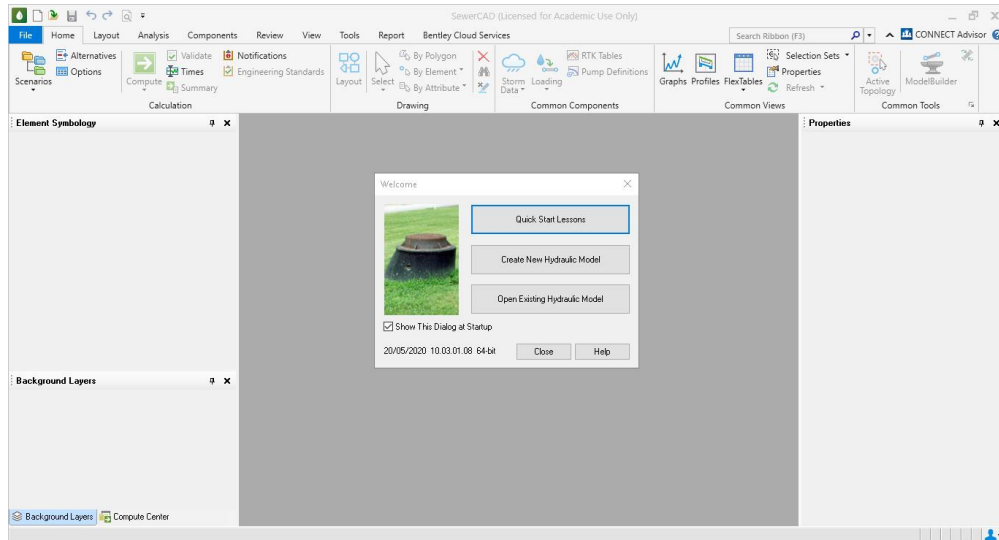 SewerCAD (Licensed for Academic Use Only)
File Home Layout Analysis Components Review View Tools Report Bentley Cloud Services
Search Ribbon (F3)
CONNECT Advisor
Scenarios
Alternatives
Options
Compute
Validate
Times
Summary
Notifications
Engineering Standards
Calculation
Layout
Select
By Polygon
By Element
By Attribute
Drawing
Storm Data
Loading
RTK Tables
Pump Definitions
Common Components
Graphs Profiles FlexTables
Selection Sets
Properties
Refresh
Common Views
Active Topology
ModelBuilder
Common Tools
Element Symbology
Properties
Welcome
Quick Start Lessons
Create New Hydraulic Model
Open Existing Hydraulic Model
Show This Dialog at Startup
20/05/2020 10.03.01.08 64-bit
Close Help
Background Layers
Background Layers Compute Center